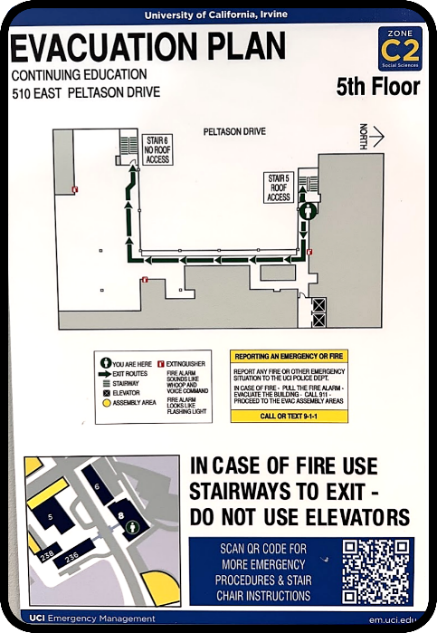 University of California, Irvine
EVACUATION PLAN
CONTINUING EDUCATION
510 EAST PELTASON DRIVE
ZONE
C2
Social Sciences
5th Floor
PELTASON DRIVE
NORTH
STAIR 6
NO ROOF
ACCESS
STAIR 5
ROOF
ACCESS
YOU ARE HERE
EXIT ROUTES
STAIRWAY
ELEVATOR
ASSEMBLY AREA
EXTINGUISHER
FIRE ALARM
SOUNDS LIKE
WHOOP AND
VOICE COMMAND
FIRE ALARM
LOOKS LIKE
FLASHING LIGHT
REPORTING AN EMERGENCY OR FIRE
REPORT ANY FIRE OR OTHER EMERGENCY
SITUATION TO THE UCI POLICE DEPT.
IN CASE OF FIRE - PULL THE FIRE ALARM -
EVACUATE THE BUILDING - CALL 911 -
PROCEED TO THE EVAC ASSEMBLY AREAS
CALL OR TEXT 9-1-1
6
5
8
238
236
IN CASE OF FIRE USE
STAIRWAYS TO EXIT -
DO NOT USE ELEVATORS
SCAN QR CODE FOR
MORE EMERGENCY
PROCEDURES & STAIR
CHAIR INSTRUCTIONS
UCI Emergency Management
em.uci.edu